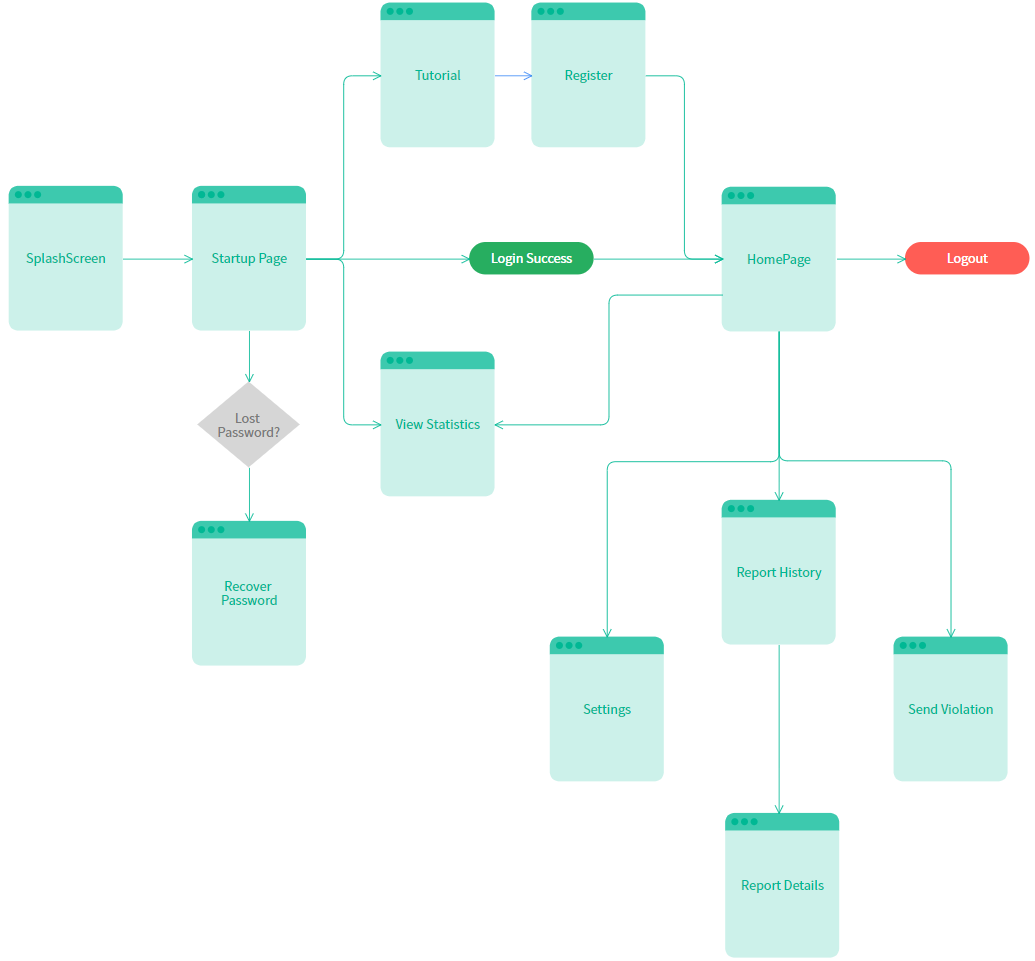 Tutorial
Register
SplashScreen
Startup Page
Login Success
HomePage
Logout
Lost
Password?
View Statistics
Recover
Password
Report History
Settings
Send Violation
Report Details